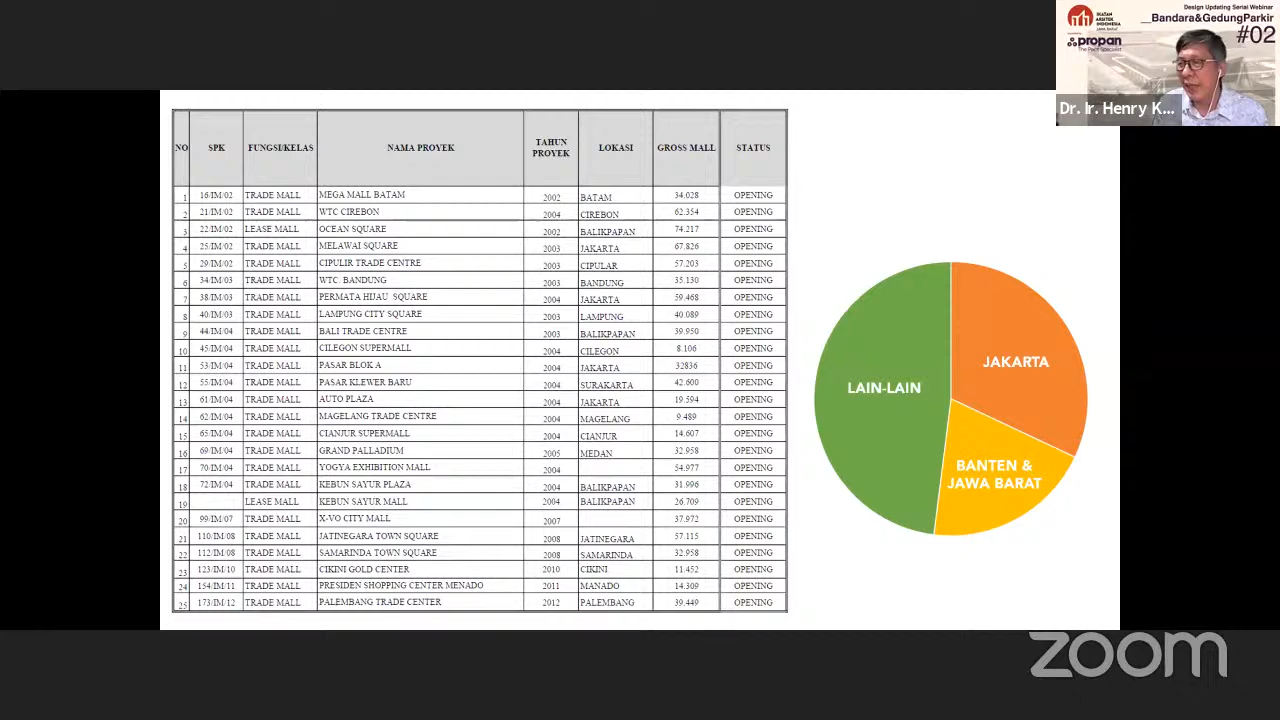 Design Updating Serial Webinar
__Bandara&GedungParkir
#02
IKATAN
ARSITEK
INDONESIA
JAWA BARAT
propan
The Paint Specialist
Dr. Ir. Henry K...
NO SPK FUNGSI/KELAS NAMA PROYEK TAHUN PROYEK LOKASI GROSS MALL STATUS
1 16/IM/02 TRADE MALL MEGA MALL BATAM 2002 BATAM 34.028 OPENING
2 21/IM/02 TRADE MALL WTC CIREBON 2004 CIREBON 62.354 OPENING
3 22/IM/02 LEASE MALL OCEAN SQUARE 2002 BALIKPAPAN 74.217 OPENING
4 25/IM/02 TRADE MALL MELAWAI SQUARE 2003 JAKARTA 67.826 OPENING
5 29/IM/02 TRADE MALL CIPULIR TRADE CENTRE 2003 CIPULAR 57.203 OPENING
6 34/IM/03 TRADE MALL WTC. BANDUNG 2003 BANDUNG 35.130 OPENING
7 38/IM/03 TRADE MALL PERMATA HIJAU SQUARE 2004 JAKARTA 59.468 OPENING
8 40/IM/03 TRADE MALL LAMPUNG CITY SQUARE 2003 LAMPUNG 40.089 OPENING
9 44/IM/04 TRADE MALL BALI TRADE CENTRE 2003 BALIKPAPAN 39.950 OPENING
10 45/IM/04 TRADE MALL CILEGON SUPERMALL 2004 CILEGON 8.106 OPENING
11 53/IM/04 TRADE MALL PASAR BLOK A 2004 JAKARTA 32836 OPENING
12 55/IM/04 TRADE MALL PASAR KLEWER BARU 2004 SURAKARTA 42.600 OPENING
13 61/IM/04 TRADE MALL AUTO PLAZA 2004 JAKARTA 19.594 OPENING
14 62/IM/04 TRADE MALL MAGELANG TRADE CENTRE 2004 MAGELANG 9.489 OPENING
15 65/IM/04 TRADE MALL CIANJUR SUPERMALL 2004 CIANJUR 14.607 OPENING
16 69/IM/04 TRADE MALL GRAND PALLADIUM 2005 MEDAN 32.958 OPENING
17 70/IM/04 TRADE MALL YOGYA EXHIBITION MALL 2004 54.977 OPENING
18 72/IM/04 TRADE MALL KEBUN SAYUR PLAZA 2004 BALIKPAPAN 31.996 OPENING
19 LEASE MALL KEBUN SAYUR MALL 2004 BALIKPAPAN 26.709 OPENING
20 99/IM/07 TRADE MALL X-VO CITY MALL 2007 37.972 OPENING
21 110/IM/08 TRADE MALL JATINEGARA TOWN SQUARE 2008 JATINEGARA 57.115 OPENING
22 112/IM/08 TRADE MALL SAMARINDA TOWN SQUARE 2008 SAMARINDA 32.958 OPENING
23 123/IM/10 TRADE MALL CIKINI GOLD CENTER 2010 CIKINI 11.452 OPENING
24 154/IM/11 TRADE MALL PRESIDEN SHOPPING CENTER MENADO 2011 MANADO 14.309 OPENING
25 173/IM/12 TRADE MALL PALEMBANG TRADE CENTER 2012 PALEMBANG 39.449 OPENING
JAKARTA
LAIN-LAIN
BANTEN &
JAWA BARAT
zoom